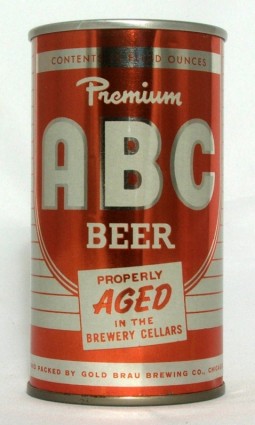 CONTENTS
OUNCES
Premium
ABC
BEER
PROPERLY
AGED
IN THE
BREWERY CELLARS
PACKED BY GOLD BRAU BREWING CO.,